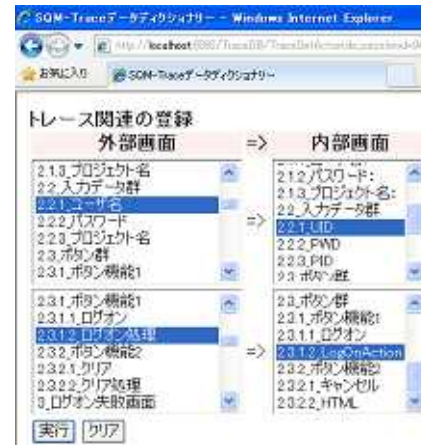 SQM-Traceデータディクショナリー - Windows Internet Explorer
お気に入り SQM-Traceデータディクショナリー
トレース関連の登録
外部画面 => 内部画面
2.1.3_プロジェクト名
2.2_入力データ群
2.2.1_ユーザ名
2.2.2_パスワード
2.2.3_プロジェクト名
2.3_ボタン群
2.3.1_ボタン機能1
=>
2.1.2_パスワード:
2.1.3_プロジェクト名:
2.2_入力データ群
2.2.1_UID
2.2.2_PWD
2.2.3_PID
2.3_ボタン群
2.3.1_ボタン機能1
2.3.1.1_ログオン
2.3.1.2_ログオン処理
2.3.2_ボタン機能2
2.3.2.1_クリア
2.3.2.2_クリア処理
3_ログオン失敗画面
=>
2.3_ボタン群
2.3.1_ボタン機能1
2.3.1.1_ログオン
2.3.1.2_LogOnAction
2.3.2_ボタン機能2
2.3.2.1_キャンセル
2.3.2.2_HTML
実行 クリア